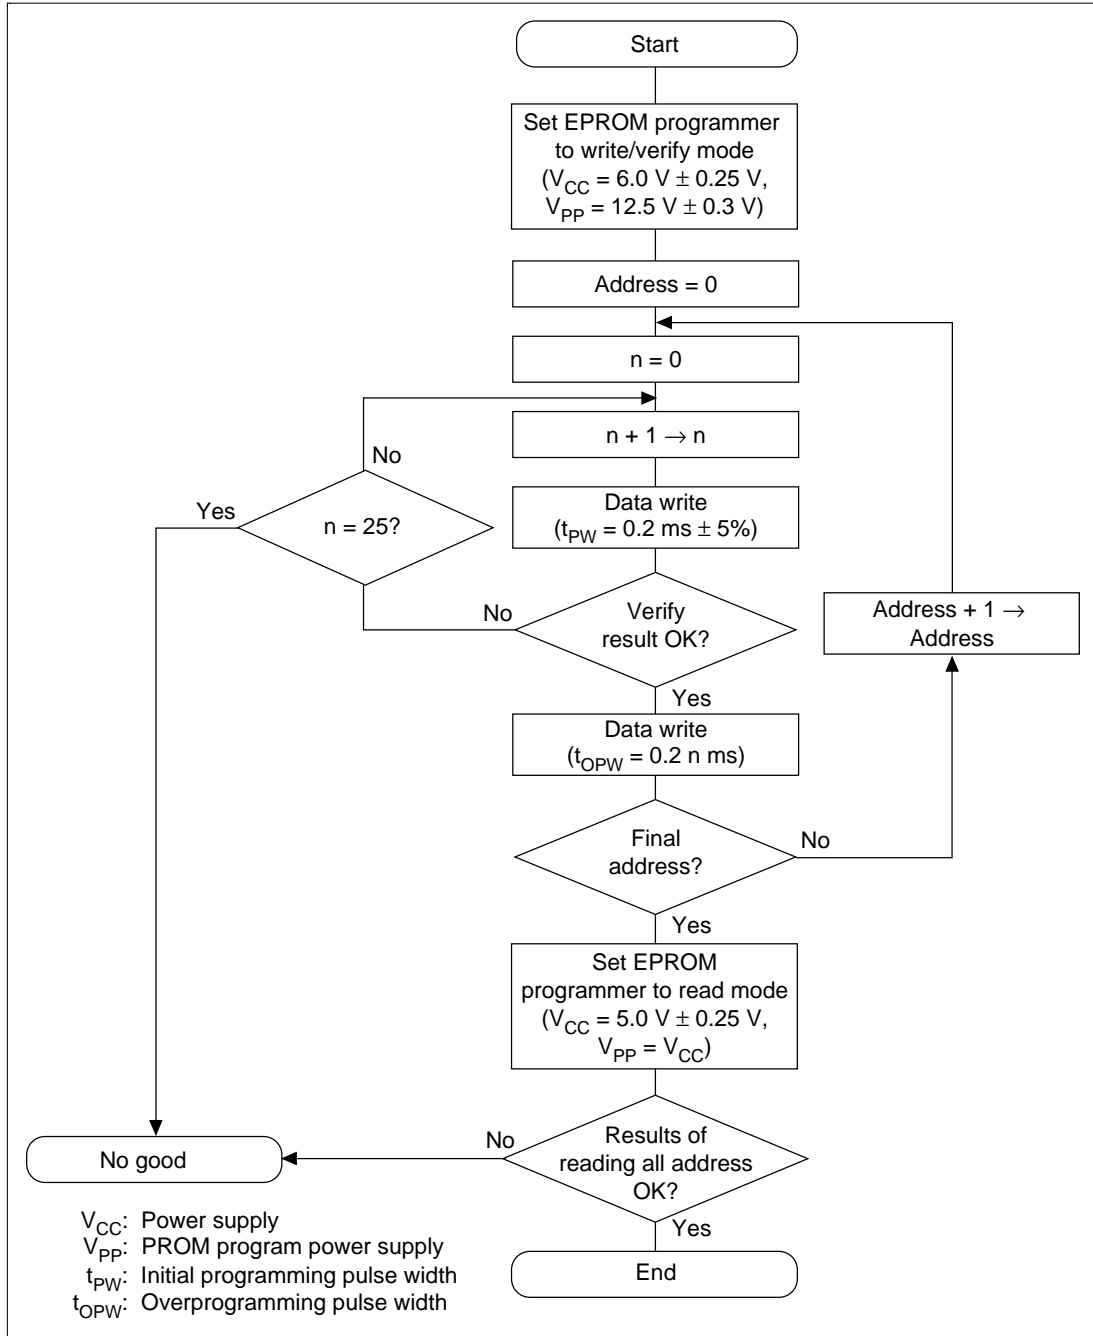 Start
Set EPROM programmer
to write/verify mode
(VCC = 6.0 V ± 0.25 V,
VPP = 12.5 V ± 0.3 V)
Address = 0
n = 0
n + 1 → n
No
Yes
n = 25?
Data write
(tPW = 0.2 ms ± 5%)
No
Verify
result OK?
Address + 1 →
Address
Yes
Data write
(tOPW = 0.2 n ms)
Final
address?
No
Yes
Set EPROM
programmer to read mode
(VCC = 5.0 V ± 0.25 V,
VPP = VCC)
No
Results of
reading all address
OK?
No good
Yes
End
VCC: Power supply
VPP: PROM program power supply
tPW: Initial programming pulse width
tOPW: Overprogramming pulse width